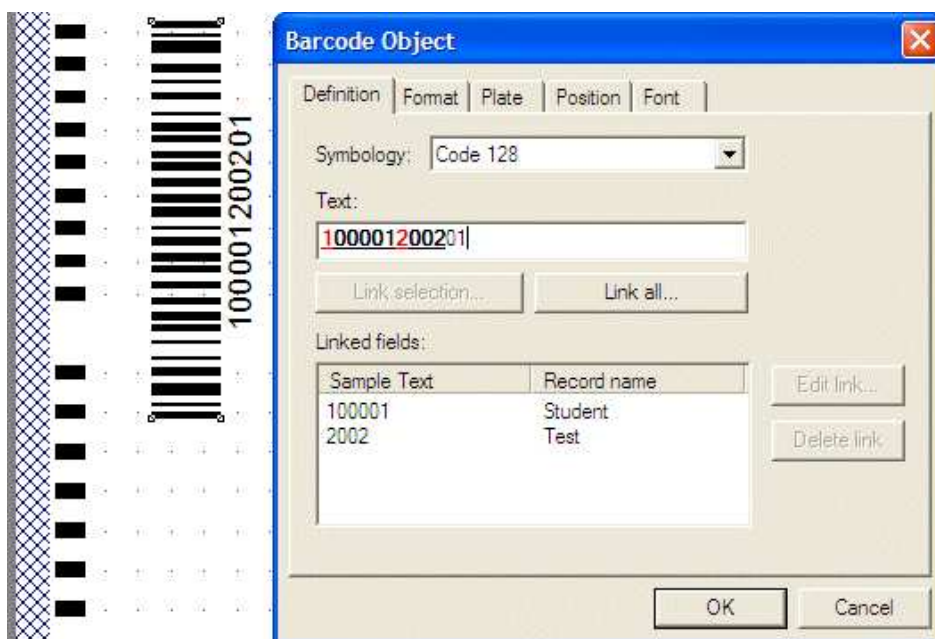 100001200201
Barcode Object
Definition Format Plate Position Font
Symbology: Code 128
Text:
100001200201
Link selection... Link all...
Linked fields:
Sample Text Record name
100001 Student
2002 Test
Edit link...
Delete link
OK Cancel